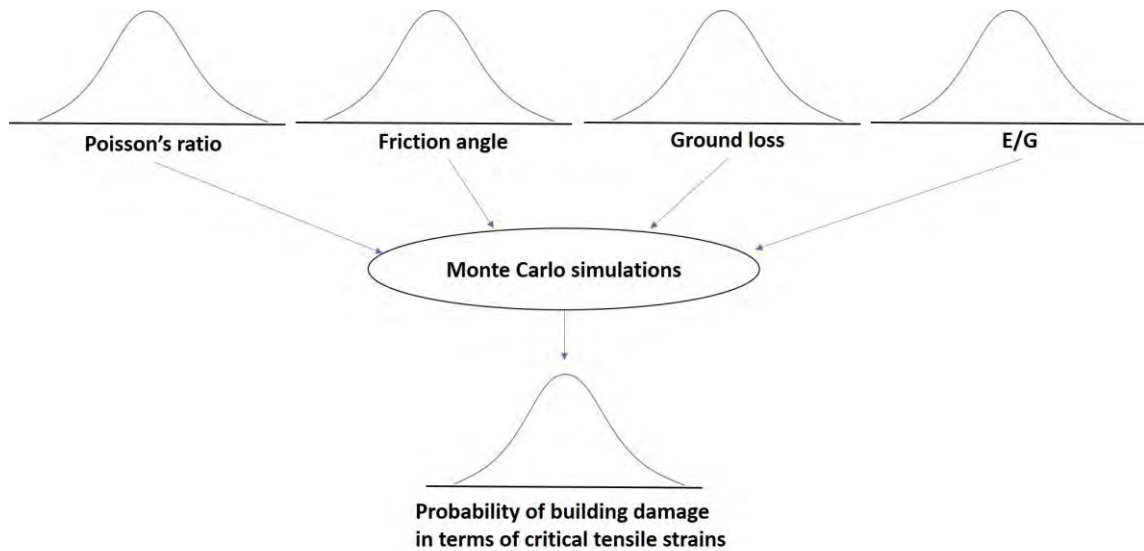 Poisson's ratio
Friction angle
Ground loss
E/G
Monte Carlo simulations
Probability of building damage
in terms of critical tensile strains